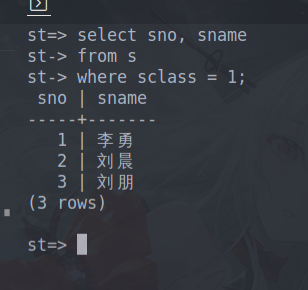 st=> select sno, sname
st-> from s
st-> where sclass = 1;
 sno | sname
-----+-------
   1 | 李勇
   2 | 刘晨
   3 | 刘朋
(3 rows)

st=>